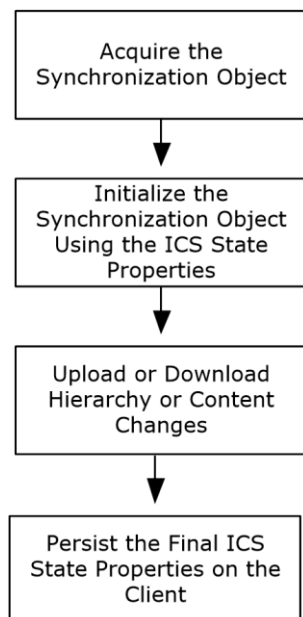 Acquire the
Synchronization Object
Initialize the
Synchronization Object
Using the ICS State
Properties
Upload or Download
Hierarchy or Content
Changes
Persist the Final ICS
State Properties on the
Client